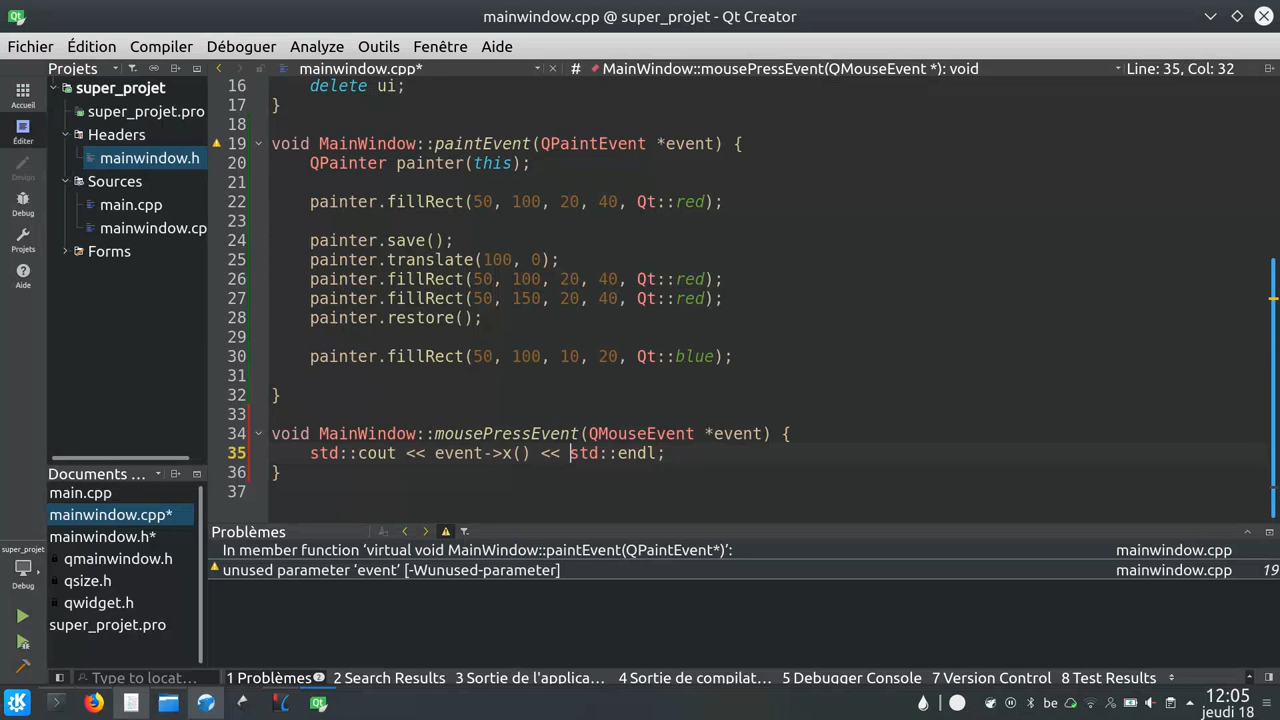 mainwindow.cpp @ super_projet - Qt Creator
Fichier Édition Compiler Déboguer Analyze Outils Fenêtre Aide
Projets mainwindow.cpp* # MainWindow::mousePressEvent(QMouseEvent *): void Line: 35, Col: 32
super_projet
super_projet.pro
Headers
mainwindow.h
Sources
main.cpp
mainwindow.cp
Forms
Accueil
Éditer
Design
Debug
Projets
Aide
16 delete ui;
17 }
18
19 void MainWindow::paintEvent(QPaintEvent *event) {
20 QPainter painter(this);
21
22 painter.fillRect(50, 100, 20, 40, Qt::red);
23
24 painter.save();
25 painter.translate(100, 0);
26 painter.fillRect(50, 100, 20, 40, Qt::red);
27 painter.fillRect(50, 150, 20, 40, Qt::red);
28 painter.restore();
29
30 painter.fillRect(50, 100, 10, 20, Qt::blue);
31
32 }
33
34 void MainWindow::mousePressEvent(QMouseEvent *event) {
35 std::cout << event->x() << std::endl;
36 }
37
Documents ...
main.cpp
mainwindow.cpp*
mainwindow.h*
qmainwindow.h
qsize.h
qwidget.h
super_projet.pro
super_projet
Debug
Problèmes
In member function ‘virtual void MainWindow::paintEvent(QPaintEvent*)’: mainwindow.cpp
unused parameter ‘event’ [-Wunused-parameter] mainwindow.cpp 19
Type to locat... 1 Problèmes 2 2 Search Results 3 Sortie de l'applica... 4 Sortie de compilat... 5 Debugger Console 7 Version Control 8 Test Results
be 12:05
jeudi 18